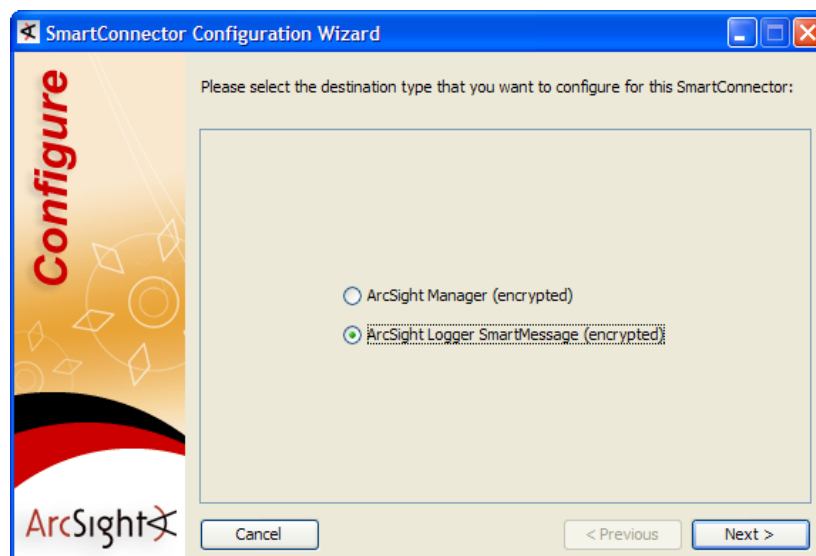 SmartConnector Configuration Wizard
Configure
Please select the destination type that you want to configure for this SmartConnector:
ArcSight Manager (encrypted)
ArcSight Logger SmartMessage (encrypted)
ArcSight
Cancel
< Previous
Next >